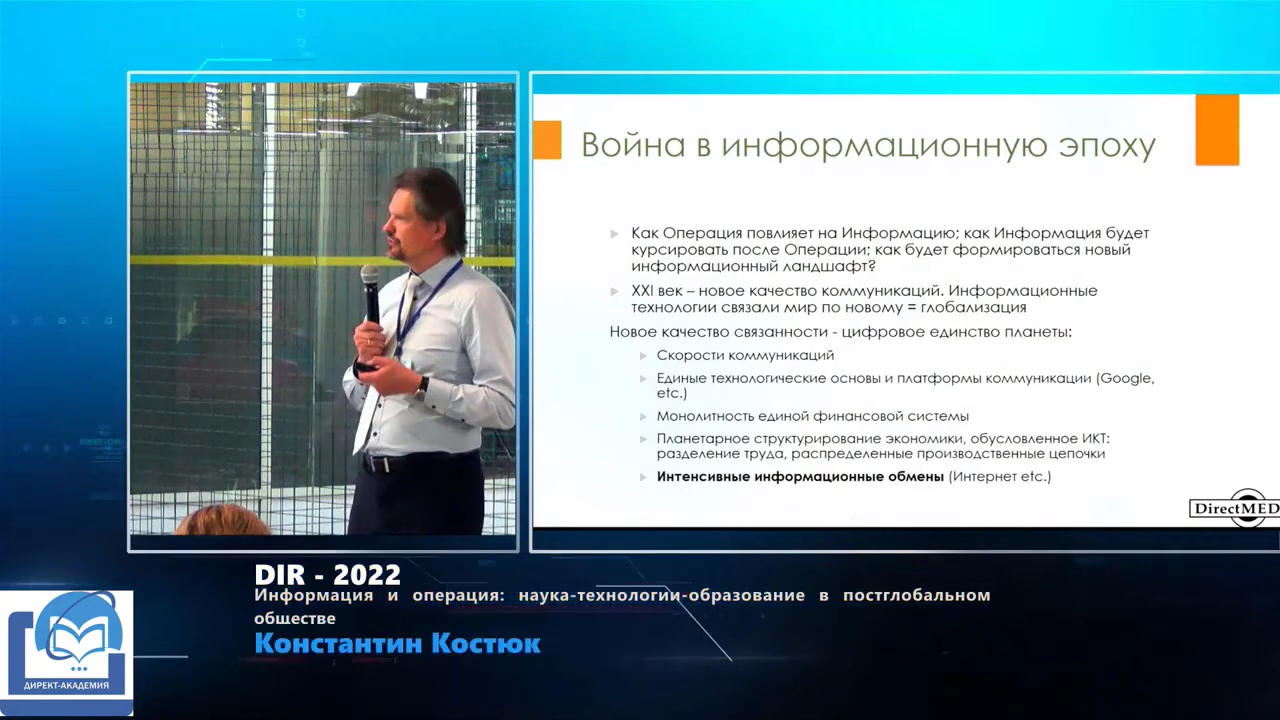 Война в информационную эпоху
Как Операция повлияет на Информацию; как Информация будет
курсировать после Операции; как будет формироваться новый
информационный ландшафт?
XXI век – новое качество коммуникаций. Информационные
технологии связали мир по новому = глобализация
Новое качество связанности - цифровое единство планеты:
Скорости коммуникаций
Единые технологические основы и платформы коммуникации (Google,
etc.)
Монолитность единой финансовой системы
Планетарное структурирование экономики, обусловленное ИКТ:
разделение труда, распределенные производственные цепочки
Интенсивные информационные обмены (Интернет etc.)
DirectMED
DIR - 2022
Информация и операция: наука-технологии-образование в постглобальном
обществе
Константин Костюк
ДИРЕКТ-АКАДЕМИЯ